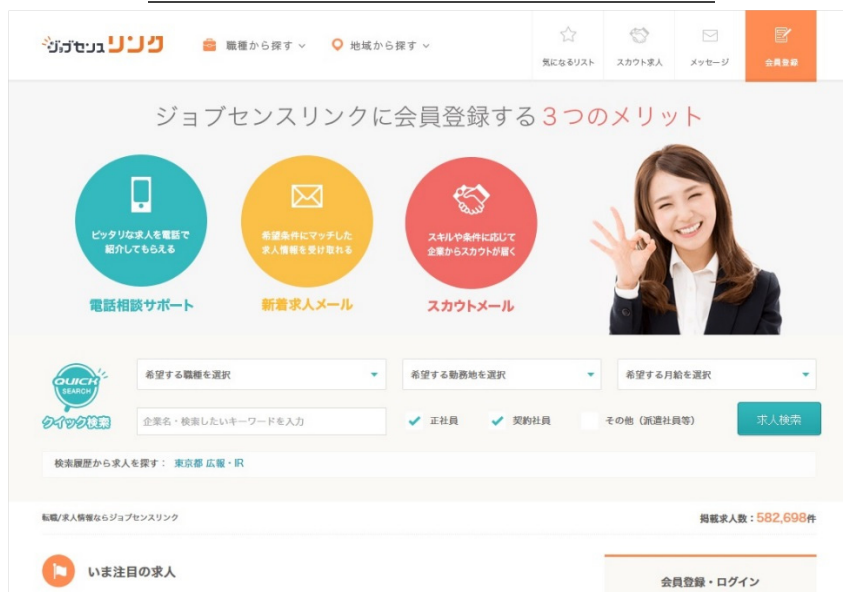 ジョブセンスリンク
職種から探す
地域から探す
気になるリスト
スカウト求人
メッセージ
会員登録
ジョブセンスリンクに会員登録する3つのメリット
ピッタリな求人を電話で
紹介してもらえる
電話相談サポート
希望条件にマッチした
求人情報を受け取れる
新着求人メール
スキルや条件に応じて
企業からスカウトが届く
スカウトメール
QUICK
SEARCH
クイック検索
希望する職種を選択
希望する勤務地を選択
希望する月給を選択
企業名・検索したいキーワードを入力
正社員
契約社員
その他（派遣社員等）
求人検索
検索履歴から求人を探す： 東京都 広報・IR
転職/求人情報ならジョブセンスリンク
掲載求人数：582,698件
いま注目の求人
会員登録・ログイン